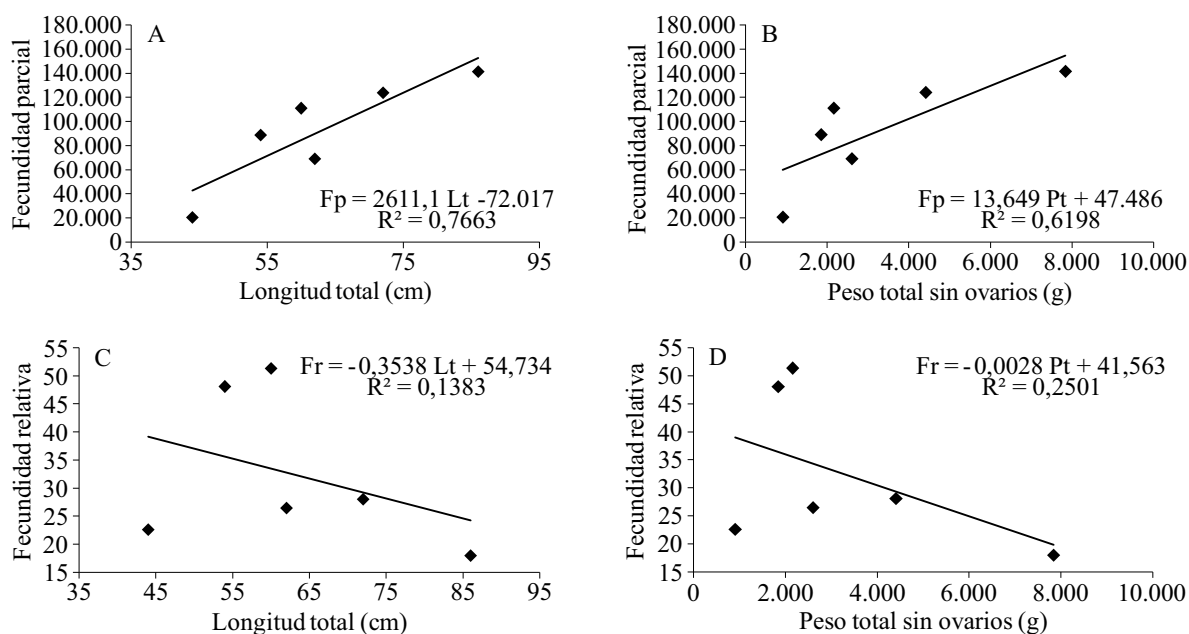 A
Fecundidad parcial
180.000
160.000
140.000
120.000
100.000
80.000
60.000
40.000
20.000
0
Fp = 2611,1 Lt -72.017
R² = 0,7663
35 55 75 95
Longitud total (cm)
B
Fecundidad parcial
180.000
160.000
140.000
120.000
100.000
80.000
60.000
40.000
20.000
0
Fp = 13,649 Pt + 47.486
R² = 0,6198
0 2.000 4.000 6.000 8.000 10.000
Peso total sin ovarios (g)
C
Fecundidad relativa
55
50
45
40
35
30
25
20
15
Fr = -0,3538 Lt + 54,734
R² = 0,1383
35 45 55 65 75 85 95
Longitud total (cm)
D
Fecundidad relativa
55
50
45
40
35
30
25
20
15
Fr = -0,0028 Pt + 41,563
R² = 0,2501
0 2.000 4.000 6.000 8.000 10.000
Peso total sin ovarios (g)